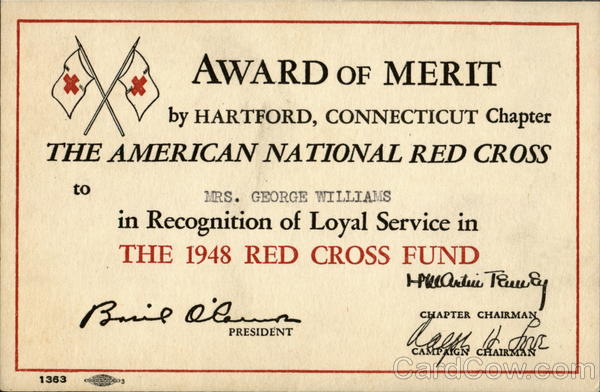 AWARD OF MERIT
by HARTFORD, CONNECTICUT Chapter
THE AMERICAN NATIONAL RED CROSS
to
MRS. GEORGE WILLIAMS
in Recognition of Loyal Service in
THE 1948 RED CROSS FUND
CHAPTER CHAIRMAN
Basil O'Connor
PRESIDENT
CAMPAIGN CHAIRMAN
1363
3
CardCow.com